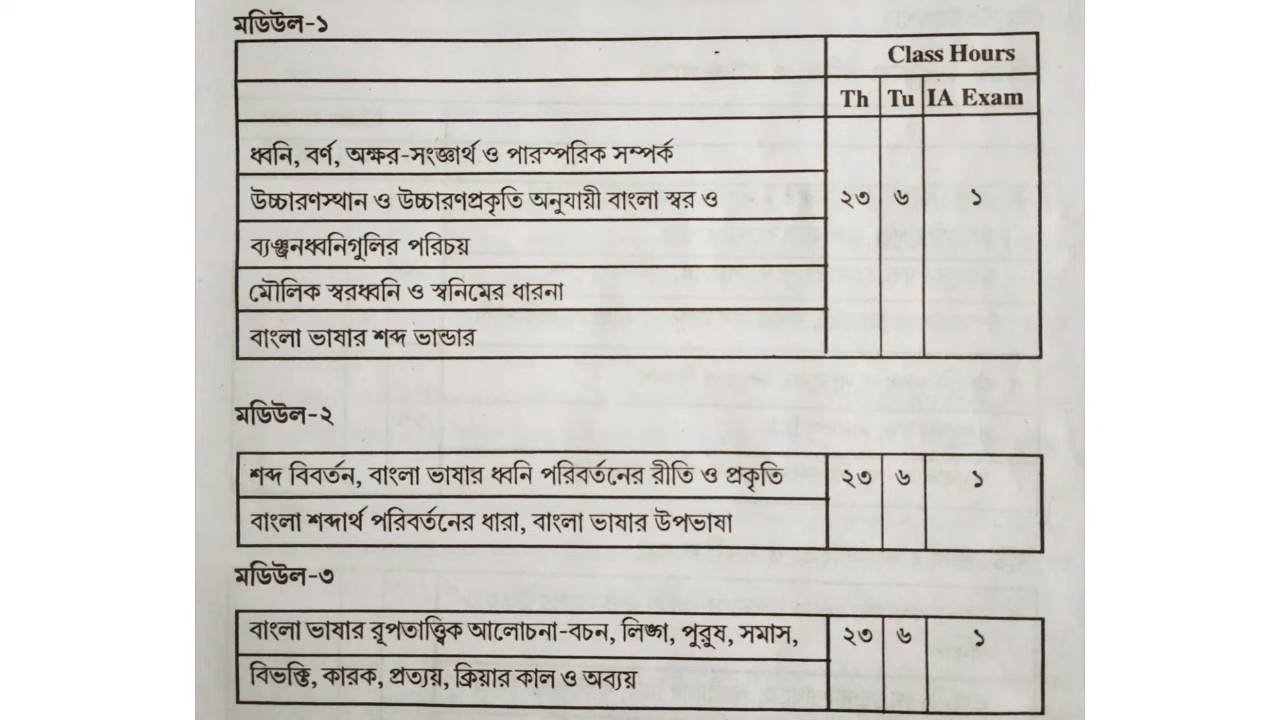 মডিউল-১
Class Hours
Th Tu IA Exam
ধ্বনি, বর্ণ, অক্ষর-সংজ্ঞার্থ ও পারস্পরিক সম্পর্ক
উচ্চারণস্থান ও উচ্চারণপ্রকৃতি অনুযায়ী বাংলা স্বর ও ২৩ ৬ ১
ব্যঞ্জনধ্বনিগুলির পরিচয়
মৌলিক স্বরধ্বনি ও স্বনিমের ধারনা
বাংলা ভাষার শব্দ ভান্ডার
মডিউল-২
শব্দ বিবর্তন, বাংলা ভাষার ধ্বনি পরিবর্তনের রীতি ও প্রকৃতি ২৩ ৬ ১
বাংলা শব্দার্থ পরিবর্তনের ধারা, বাংলা ভাষার উপভাষা
মডিউল-৩
বাংলা ভাষার রূপতাত্ত্বিক আলোচনা-বচন, লিঙ্গ, পুরুষ, সমাস, ২৩ ৬ ১
বিভক্তি, কারক, প্রত্যয়, ক্রিয়ার কাল ও অব্যয়